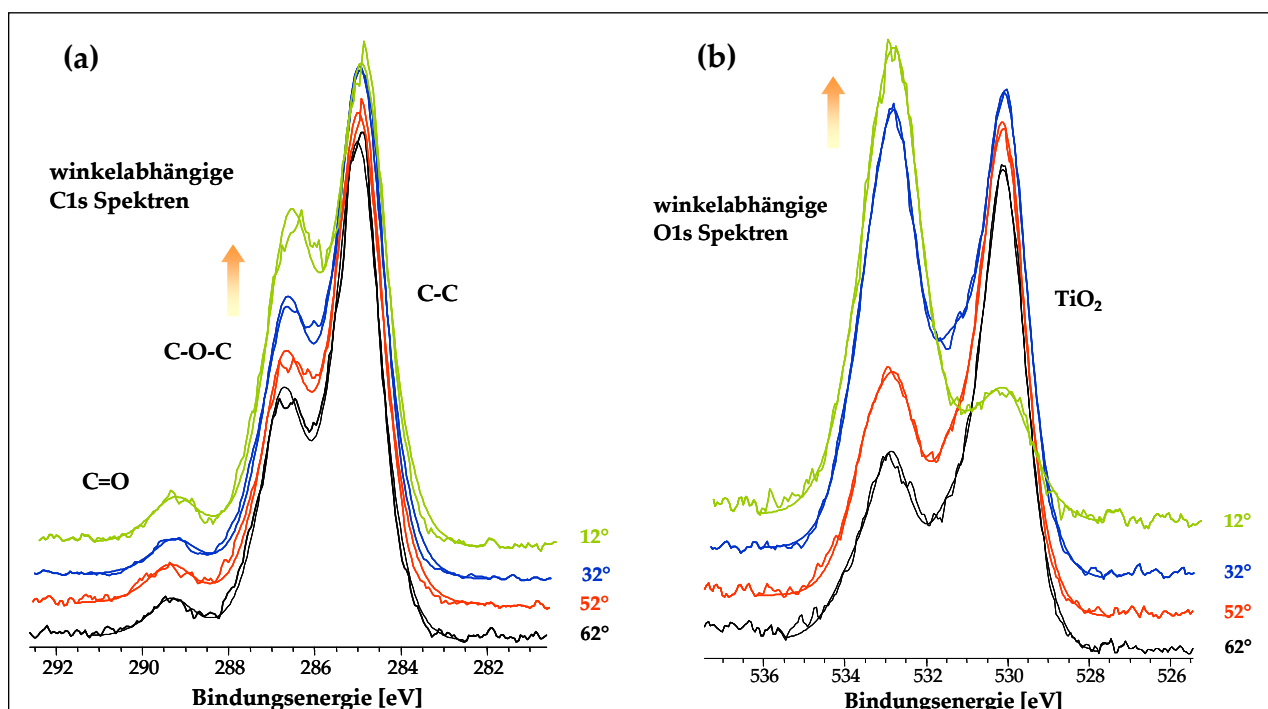 (a)
winkelabhängige
C1s Spektren
C-C
C-O-C
C=O
12°
32°
52°
62°
292 290 288 286 284 282
Bindungsenergie [eV]
(b)
winkelabhängige
O1s Spektren
TiO₂
12°
32°
52°
62°
536 534 532 530 528 526
Bindungsenergie [eV]